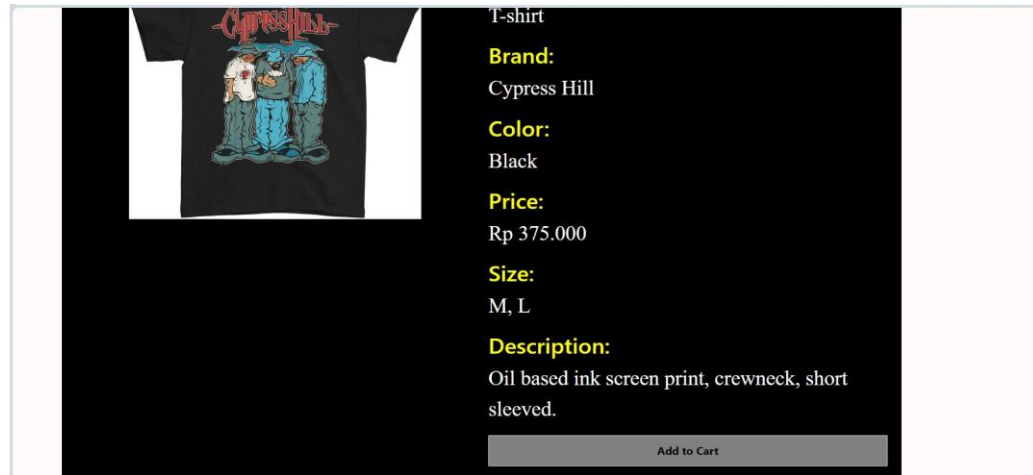 Cypress Hill
T-shirt
Brand:
Cypress Hill
Color:
Black
Price:
Rp 375.000
Size:
M, L
Description:
Oil based ink screen print, crewneck, short
sleeved.
Add to Cart